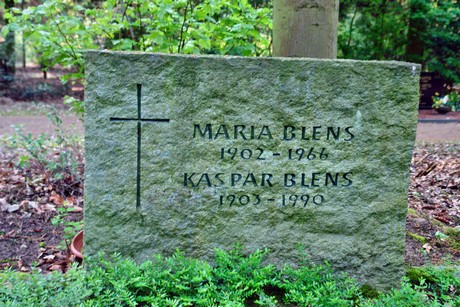 MARIA BLENS
1902 - 1966
KASPAR BLENS
1903 - 1990